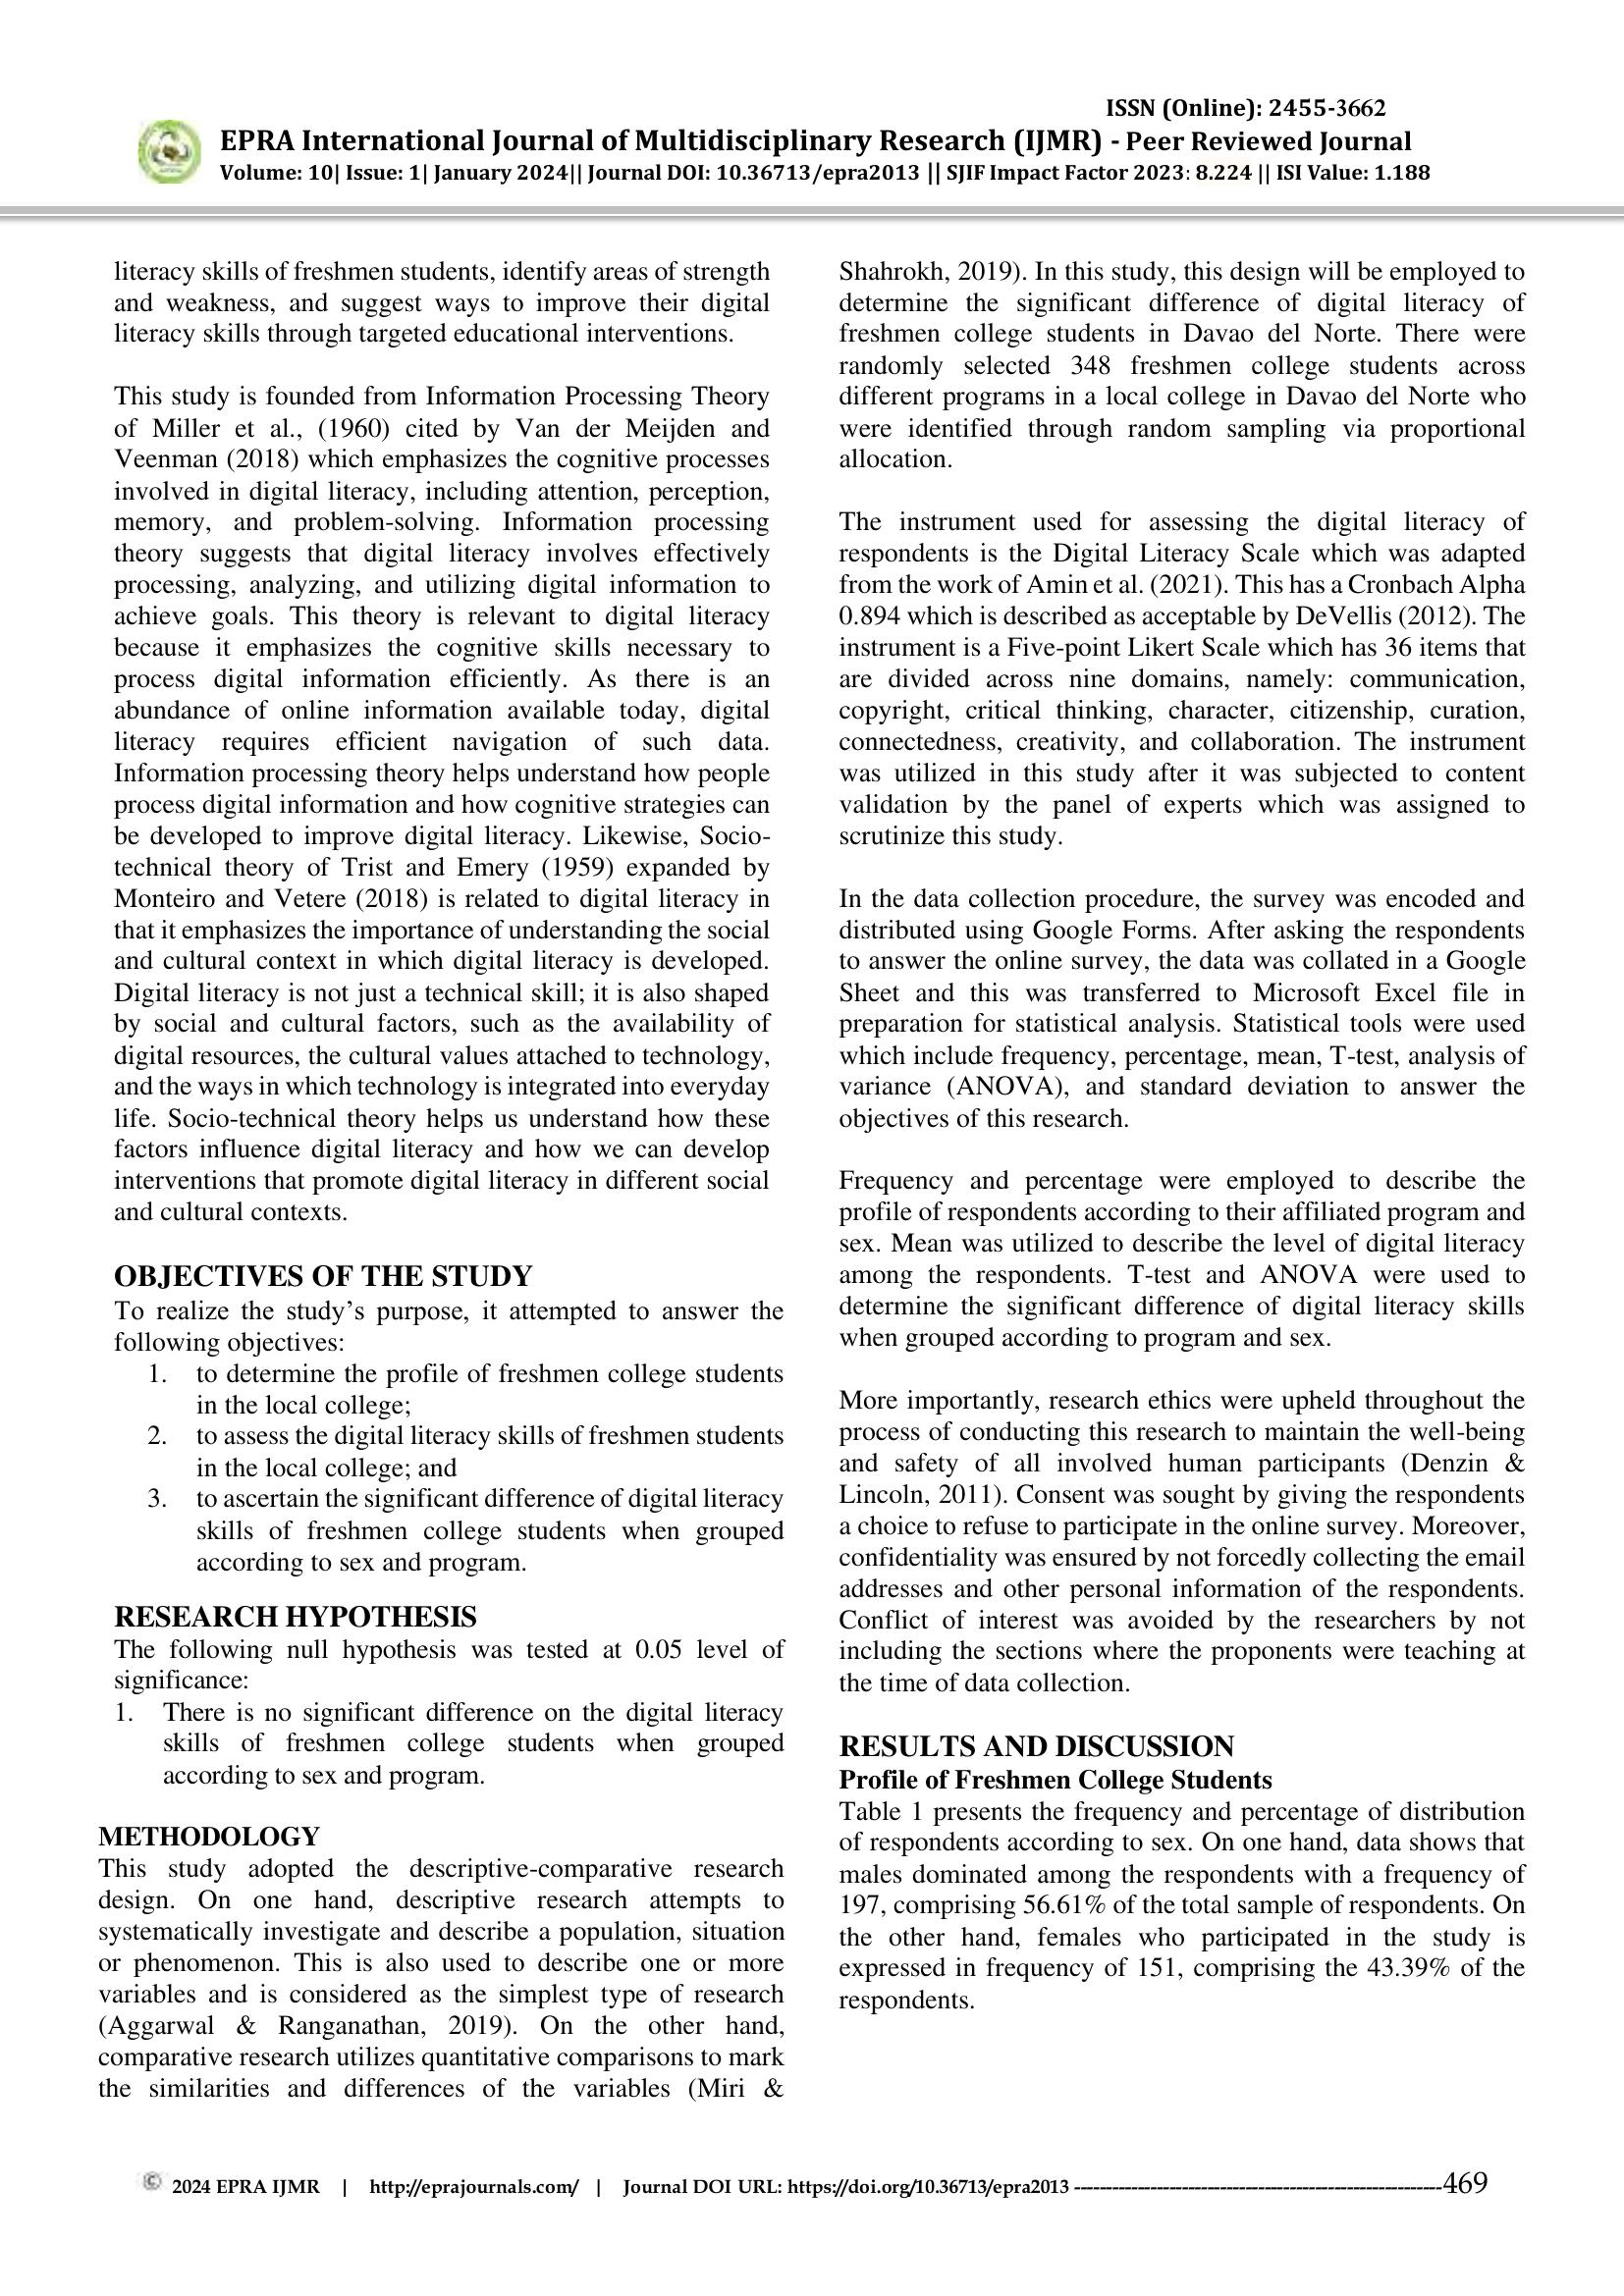 ISSN (Online): 2455-3662
EPRA International Journal of Multidisciplinary Research (IJMR) - Peer Reviewed Journal
Volume: 10| Issue: 1| January 2024|| Journal DOI: 10.36713/epra2013 || SJIF Impact Factor 2023: 8.224 || ISI Value: 1.188
literacy skills of freshmen students, identify areas of strength
and weakness, and suggest ways to improve their digital
literacy skills through targeted educational interventions.
This study is founded from Information Processing Theory
of Miller et al., (1960) cited by Van der Meijden and
Veenman (2018) which emphasizes the cognitive processes
involved in digital literacy, including attention, perception,
memory, and problem-solving. Information processing
theory suggests that digital literacy involves effectively
processing, analyzing, and utilizing digital information to
achieve goals. This theory is relevant to digital literacy
because it emphasizes the cognitive skills necessary to
process digital information efficiently. As there is an
abundance of online information available today, digital
literacy requires efficient navigation of such data.
Information processing theory helps understand how people
process digital information and how cognitive strategies can
be developed to improve digital literacy. Likewise, Socio-
technical theory of Trist and Emery (1959) expanded by
Monteiro and Vetere (2018) is related to digital literacy in
that it emphasizes the importance of understanding the social
and cultural context in which digital literacy is developed.
Digital literacy is not just a technical skill; it is also shaped
by social and cultural factors, such as the availability of
digital resources, the cultural values attached to technology,
and the ways in which technology is integrated into everyday
life. Socio-technical theory helps us understand how these
factors influence digital literacy and how we can develop
interventions that promote digital literacy in different social
and cultural contexts.
OBJECTIVES OF THE STUDY
To realize the study’s purpose, it attempted to answer the
following objectives:
1. to determine the profile of freshmen college students
in the local college;
2. to assess the digital literacy skills of freshmen students
in the local college; and
3. to ascertain the significant difference of digital literacy
skills of freshmen college students when grouped
according to sex and program.
RESEARCH HYPOTHESIS
The following null hypothesis was tested at 0.05 level of
significance:
1. There is no significant difference on the digital literacy
skills of freshmen college students when grouped
according to sex and program.
METHODOLOGY
This study adopted the descriptive-comparative research
design. On one hand, descriptive research attempts to
systematically investigate and describe a population, situation
or phenomenon. This is also used to describe one or more
variables and is considered as the simplest type of research
(Aggarwal & Ranganathan, 2019). On the other hand,
comparative research utilizes quantitative comparisons to mark
the similarities and differences of the variables (Miri &
Shahrokh, 2019). In this study, this design will be employed to
determine the significant difference of digital literacy of
freshmen college students in Davao del Norte. There were
randomly selected 348 freshmen college students across
different programs in a local college in Davao del Norte who
were identified through random sampling via proportional
allocation.
The instrument used for assessing the digital literacy of
respondents is the Digital Literacy Scale which was adapted
from the work of Amin et al. (2021). This has a Cronbach Alpha
0.894 which is described as acceptable by DeVellis (2012). The
instrument is a Five-point Likert Scale which has 36 items that
are divided across nine domains, namely: communication,
copyright, critical thinking, character, citizenship, curation,
connectedness, creativity, and collaboration. The instrument
was utilized in this study after it was subjected to content
validation by the panel of experts which was assigned to
scrutinize this study.
In the data collection procedure, the survey was encoded and
distributed using Google Forms. After asking the respondents
to answer the online survey, the data was collated in a Google
Sheet and this was transferred to Microsoft Excel file in
preparation for statistical analysis. Statistical tools were used
which include frequency, percentage, mean, T-test, analysis of
variance (ANOVA), and standard deviation to answer the
objectives of this research.
Frequency and percentage were employed to describe the
profile of respondents according to their affiliated program and
sex. Mean was utilized to describe the level of digital literacy
among the respondents. T-test and ANOVA were used to
determine the significant difference of digital literacy skills
when grouped according to program and sex.
More importantly, research ethics were upheld throughout the
process of conducting this research to maintain the well-being
and safety of all involved human participants (Denzin &
Lincoln, 2011). Consent was sought by giving the respondents
a choice to refuse to participate in the online survey. Moreover,
confidentiality was ensured by not forcedly collecting the email
addresses and other personal information of the respondents.
Conflict of interest was avoided by the researchers by not
including the sections where the proponents were teaching at
the time of data collection.
RESULTS AND DISCUSSION
Profile of Freshmen College Students
Table 1 presents the frequency and percentage of distribution
of respondents according to sex. On one hand, data shows that
males dominated among the respondents with a frequency of
197, comprising 56.61% of the total sample of respondents. On
the other hand, females who participated in the study is
expressed in frequency of 151, comprising the 43.39% of the
respondents.
© 2024 EPRA IJMR | http://eprajournals.com/ | Journal DOI URL: https://doi.org/10.36713/epra2013 ----------------------------------------------------------469